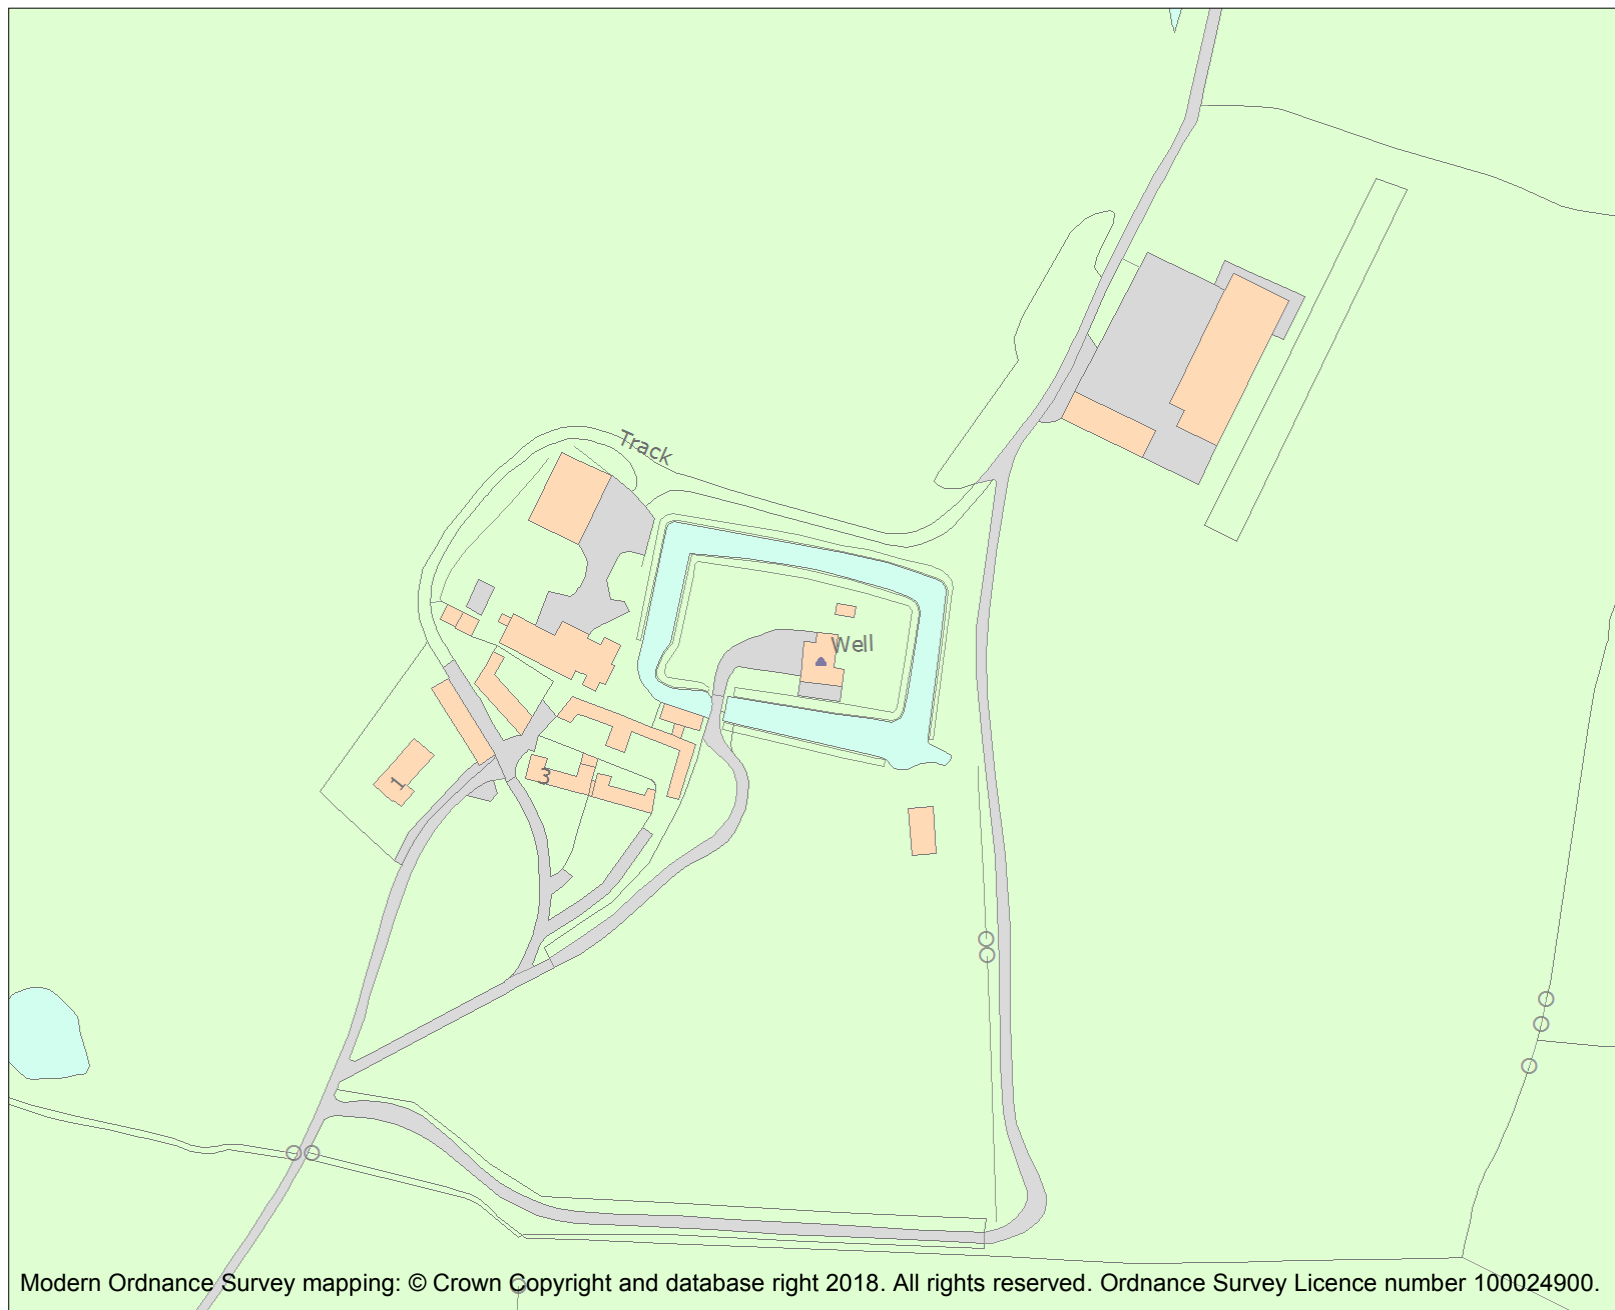 Track
Well
1
3
Modern Ordnance Survey mapping: © Crown Copyright and database right 2018. All rights reserved. Ordnance Survey Licence number 100024900.